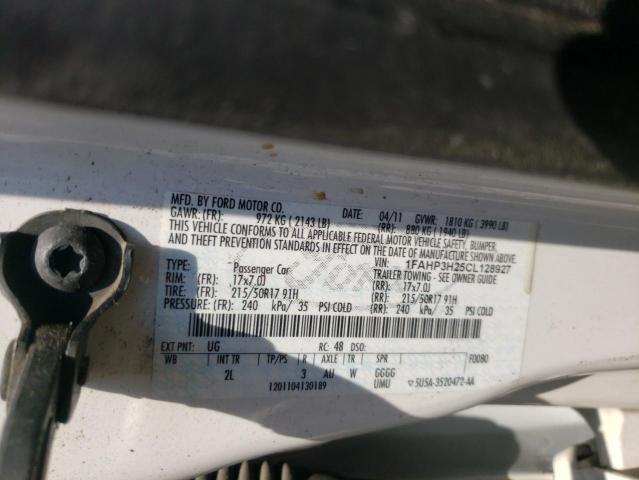 MFD. BY FORD MOTOR CO.
DATE: 04/11 GVWR: 1810 KG ( 3990 LB)
GAWR: (FR): 972 KG ( 2143 LB) (RR): 880 KG ( 1940 LB)
THIS VEHICLE CONFORMS TO ALL APPLICABLE FEDERAL MOTOR VEHICLE SAFETY, BUMPER,
AND THEFT PREVENTION STANDARDS IN EFFECT ON THE DATE OF MANUFACTURE SHOWN ABOVE.
VIN: 1FAHP3H25CL128927
TYPE: Passenger Car TRAILER TOWING - SEE OWNER GUIDE
RIM: (FR): 17x7.0J (RR): 17x7.0J
TIRE: (FR): 215/50R17 91H (RR): 215/50R17 91H
PRESSURE: (FR): 240 kPa/ 35 PSI COLD (RR): 240 kPa/ 35 PSI COLD
EXT PNT: UG RC: 48 DSO: F0080
WB INT TR TP/PS R AXLE TR SPR
2L 3 AU W GGGG
UMU
1201104130189 5USA-3520472-AA